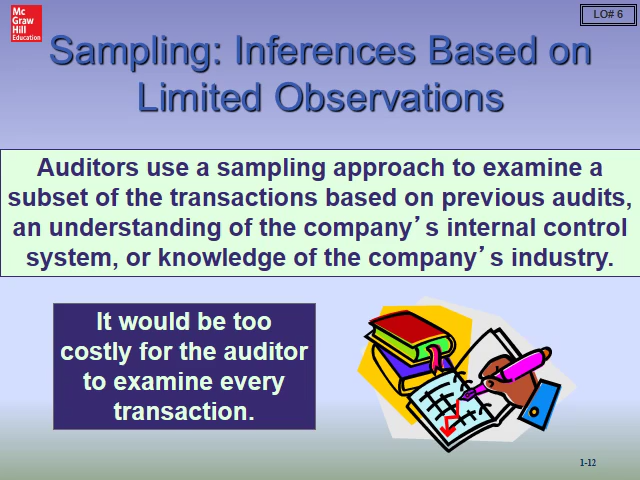 Mc
Graw
Hill
Education
LO# 6
Sampling: Inferences Based on
Limited Observations
Auditors use a sampling approach to examine a
subset of the transactions based on previous audits,
an understanding of the company’s internal control
system, or knowledge of the company’s industry.
It would be too
costly for the auditor
to examine every
transaction.
1-12